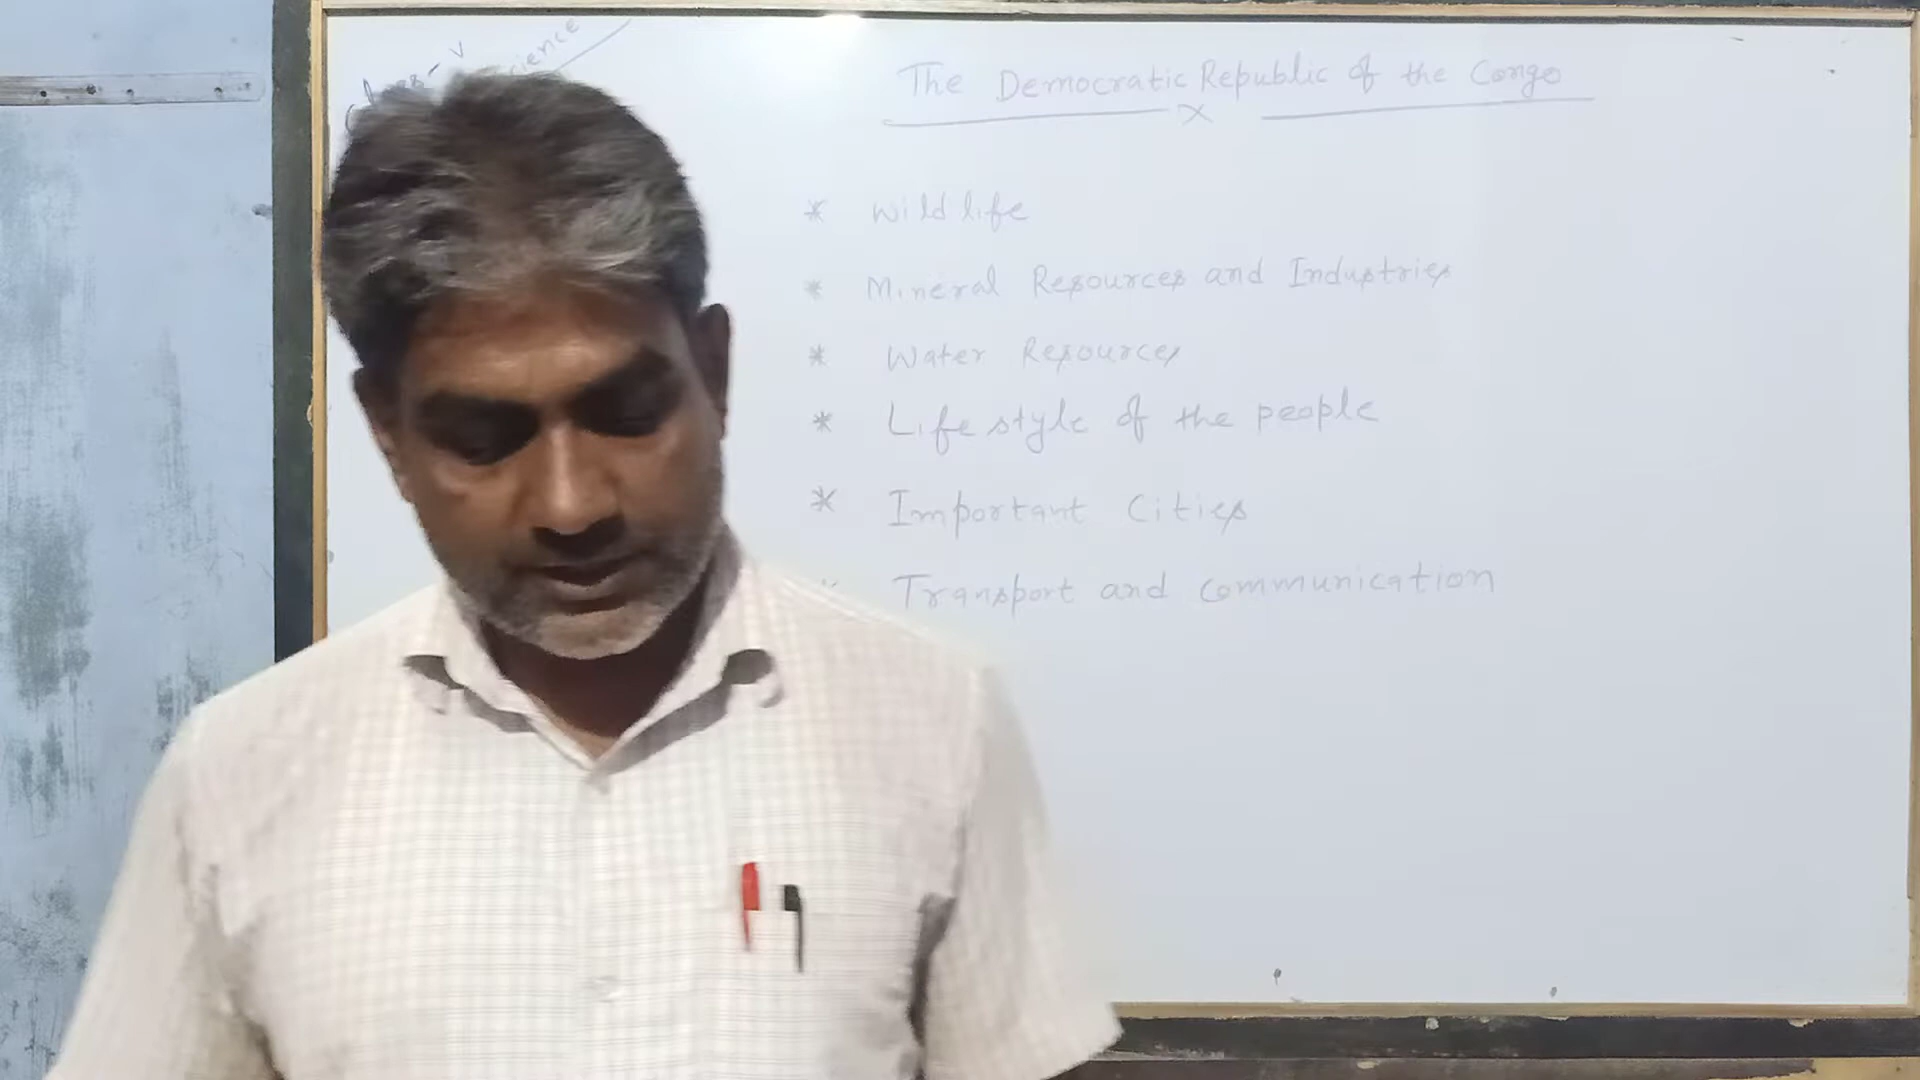 Class - V
The Democratic Republic of the Congo
* Wild life
* Mineral Resources and Industries
* Water Resources
* Life style of the people
* Important Cities
* Transport and communication